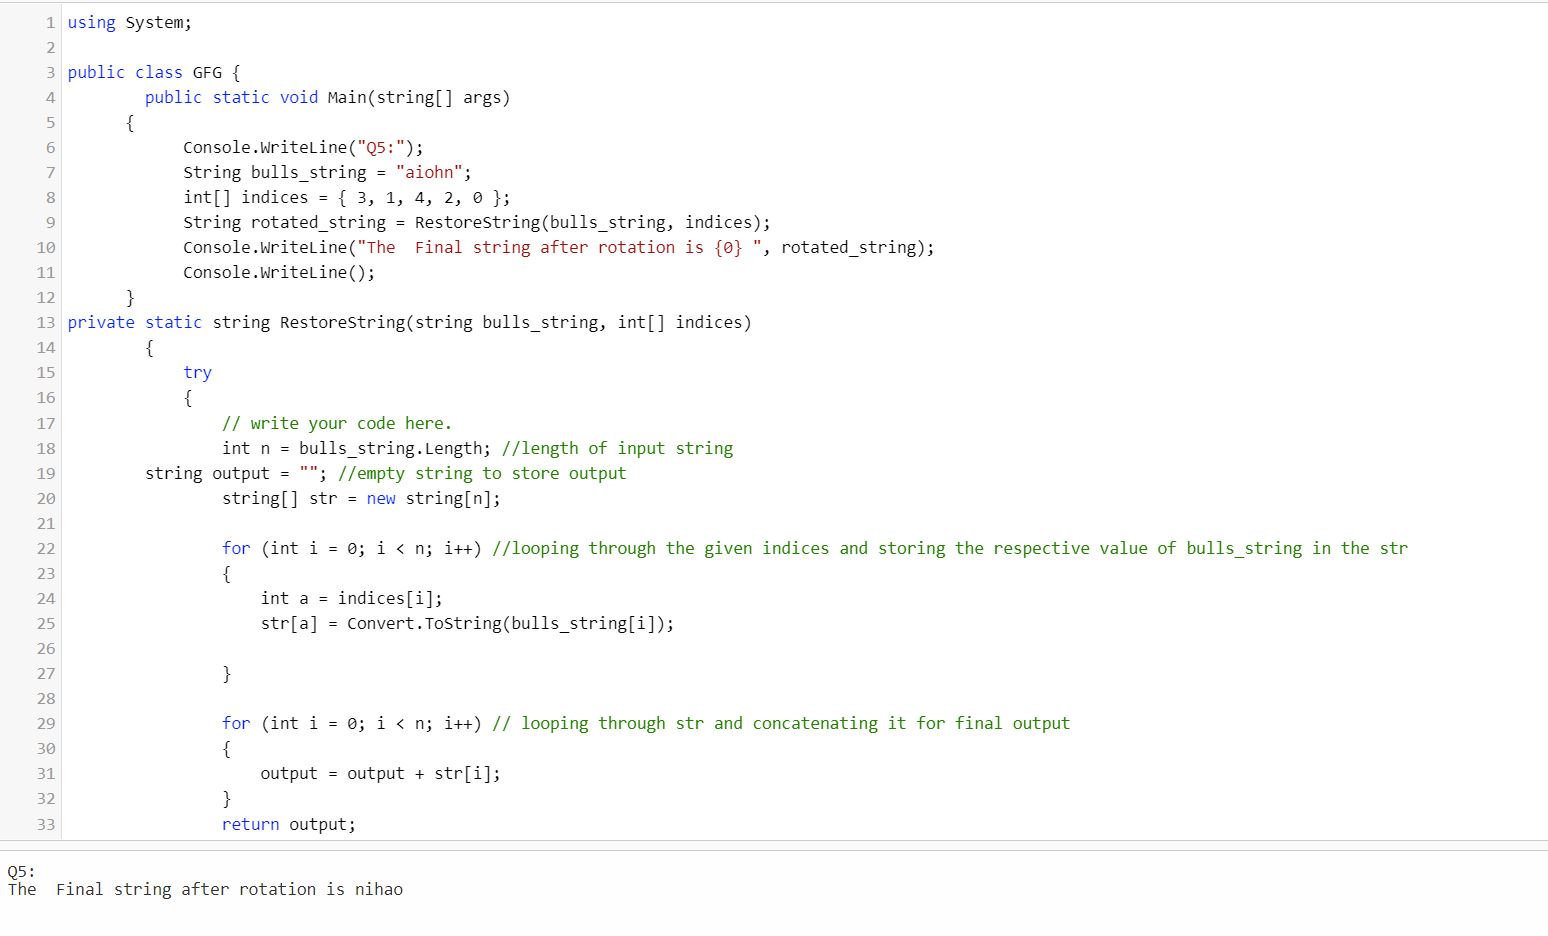 1 using System;
2
3 public class GFG {
4 public static void Main(string[] args)
5 {
6 Console.WriteLine("Q5:");
7 String bulls_string = "aiohn";
8 int[] indices = { 3, 1, 4, 2, 0 };
9 String rotated_string = RestoreString(bulls_string, indices);
10 Console.WriteLine("The  Final string after rotation is {0} ", rotated_string);
11 Console.WriteLine();
12 }
13 private static string RestoreString(string bulls_string, int[] indices)
14 {
15 try
16 {
17 // write your code here.
18 int n = bulls_string.Length; //length of input string
19 string output = ""; //empty string to store output
20 string[] str = new string[n];
21
22 for (int i = 0; i < n; i++) //looping through the given indices and storing the respective value of bulls_string in the str
23 {
24 int a = indices[i];
25 str[a] = Convert.ToString(bulls_string[i]);
26
27 }
28
29 for (int i = 0; i < n; i++) // looping through str and concatenating it for final output
30 {
31 output = output + str[i];
32 }
33 return output;
Q5:
The  Final string after rotation is nihao